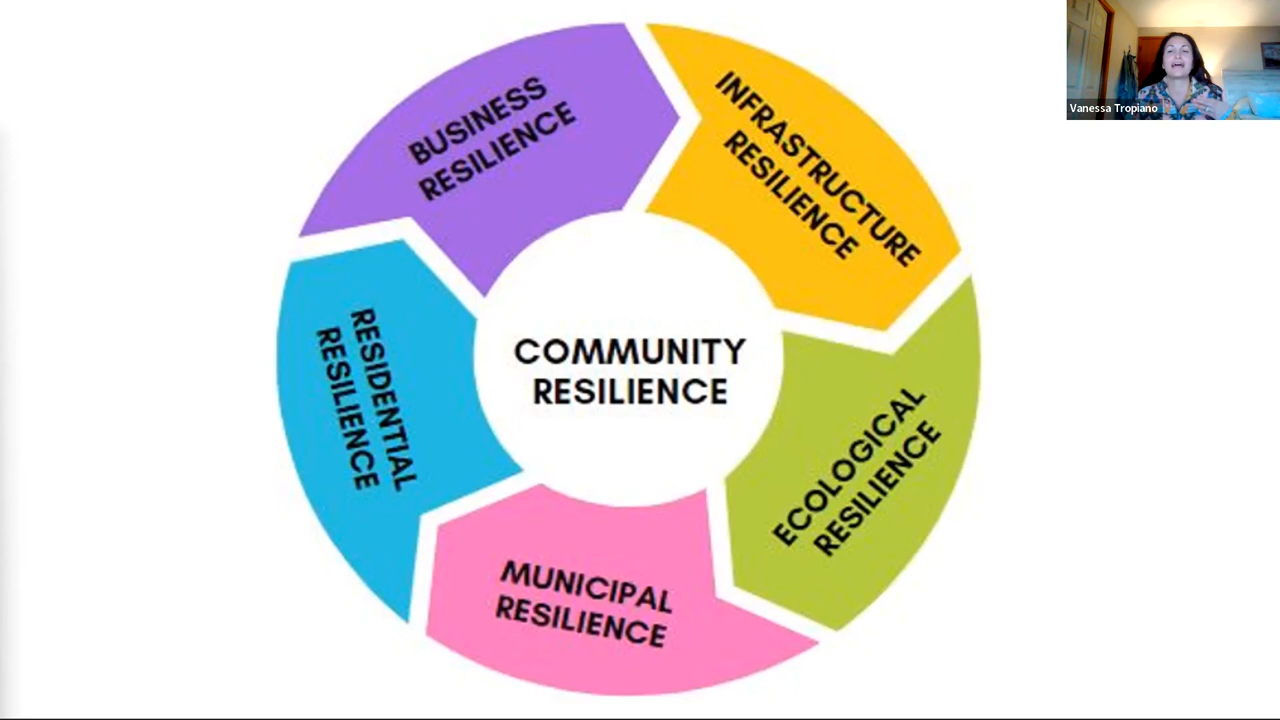 BUSINESS
RESILIENCE
INFRASTRUCTURE
RESILIENCE
Vanessa Tropiano
RESIDENTIAL
RESILIENCE
COMMUNITY
RESILIENCE
ECOLOGICAL
RESILIENCE
MUNICIPAL
RESILIENCE